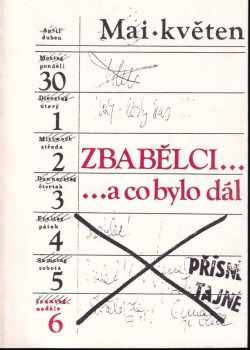 April
duben
Mai·květen
Montag
pondělí
30
Dienstag
úterý
1
Mittwoch
středa
2
ZBABĚLCI...
Donnerstag
čtvrtek
3
...a co bylo dál
Freitag
pátek
4
Samstag
sobota
5
PŘÍSNĚ
TAJNÉ
Sonntag
neděle
6